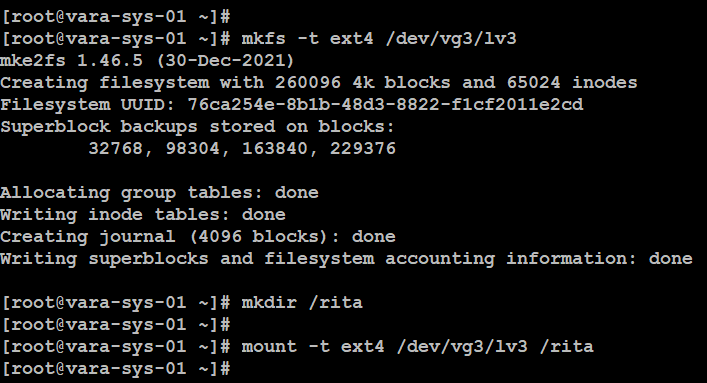 [root@vara-sys-01 ~]#
[root@vara-sys-01 ~]# mkfs -t ext4 /dev/vg3/lv3
mke2fs 1.46.5 (30-Dec-2021)
Creating filesystem with 260096 4k blocks and 65024 inodes
Filesystem UUID: 76ca254e-8b1b-48d3-8822-f1cf2011e2cd
Superblock backups stored on blocks:
        32768, 98304, 163840, 229376

Allocating group tables: done
Writing inode tables: done
Creating journal (4096 blocks): done
Writing superblocks and filesystem accounting information: done

[root@vara-sys-01 ~]# mkdir /rita
[root@vara-sys-01 ~]#
[root@vara-sys-01 ~]# mount -t ext4 /dev/vg3/lv3 /rita
[root@vara-sys-01 ~]#